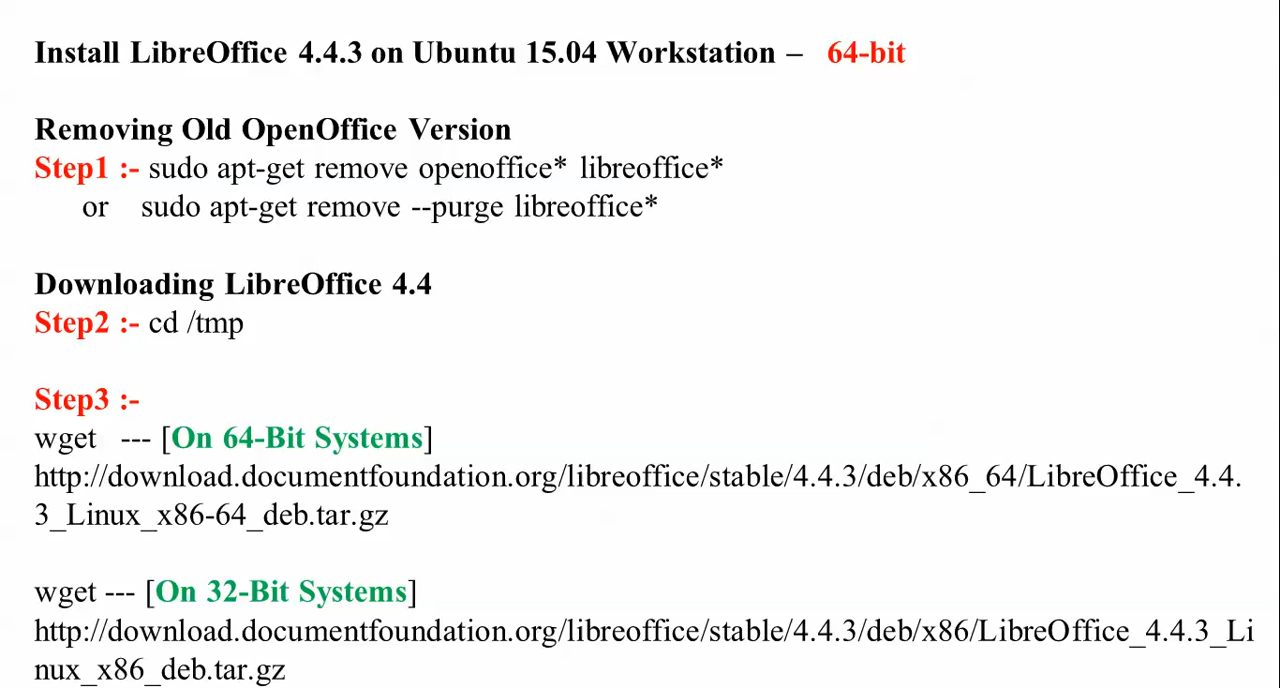 Install LibreOffice 4.4.3 on Ubuntu 15.04 Workstation – 64-bit
Removing Old OpenOffice Version
Step1 :- sudo apt-get remove openoffice* libreoffice*
or sudo apt-get remove --purge libreoffice*
Downloading LibreOffice 4.4
Step2 :- cd /tmp
Step3 :-
wget --- [On 64-Bit Systems]
http://download.documentfoundation.org/libreoffice/stable/4.4.3/deb/x86_64/LibreOffice_4.4.
3_Linux_x86-64_deb.tar.gz
wget --- [On 32-Bit Systems]
http://download.documentfoundation.org/libreoffice/stable/4.4.3/deb/x86/LibreOffice_4.4.3_Li
nux_x86_deb.tar.gz